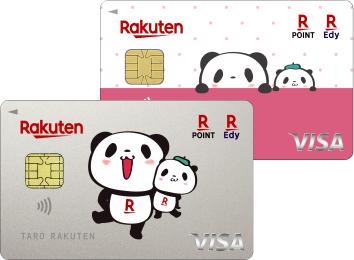 Rakuten
R POINT
R Edy
VISA
Rakuten
R POINT
R Edy
R
R
TARO RAKUTEN
VISA